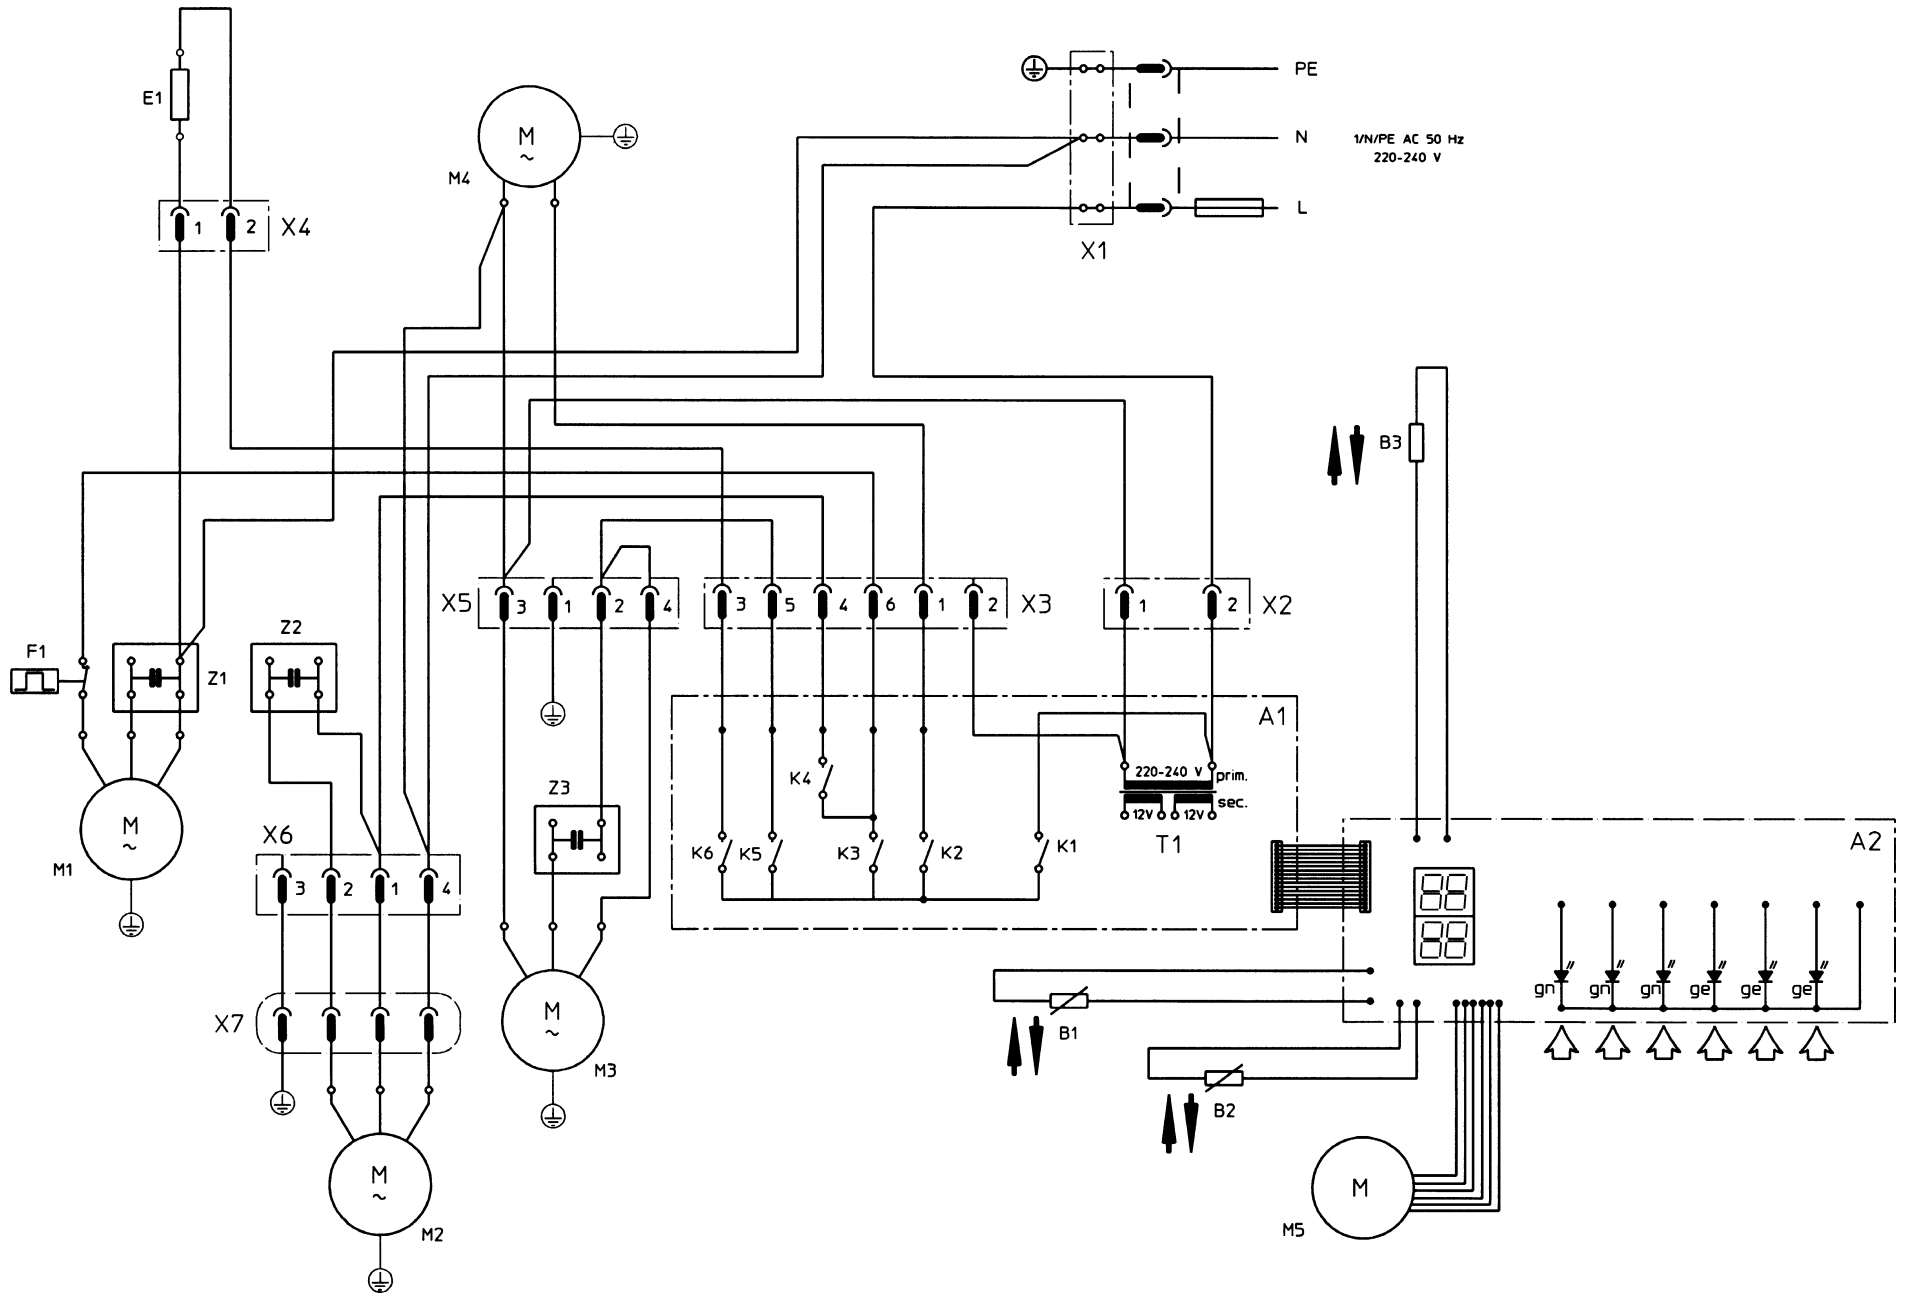 PE
E1
M
~
N
1/N/PE AC 50 Hz
220-240 V
M4
L
1 2 X4
X1
B3
X5 3 1 2 4
3 5 4 6 1 2 X3
1 2 X2
F1
Z2
Z1
A1
K4
220-240 V prim.
sec.
12V 12V
T1
Z3
M
~
M1
X6
3 2 1 4
K6 K5 K3 K2 K1
A2
88
88
gn gn gn ge ge ge
X7
M
~
M3
B1
B2
M
~
M2
M
M5